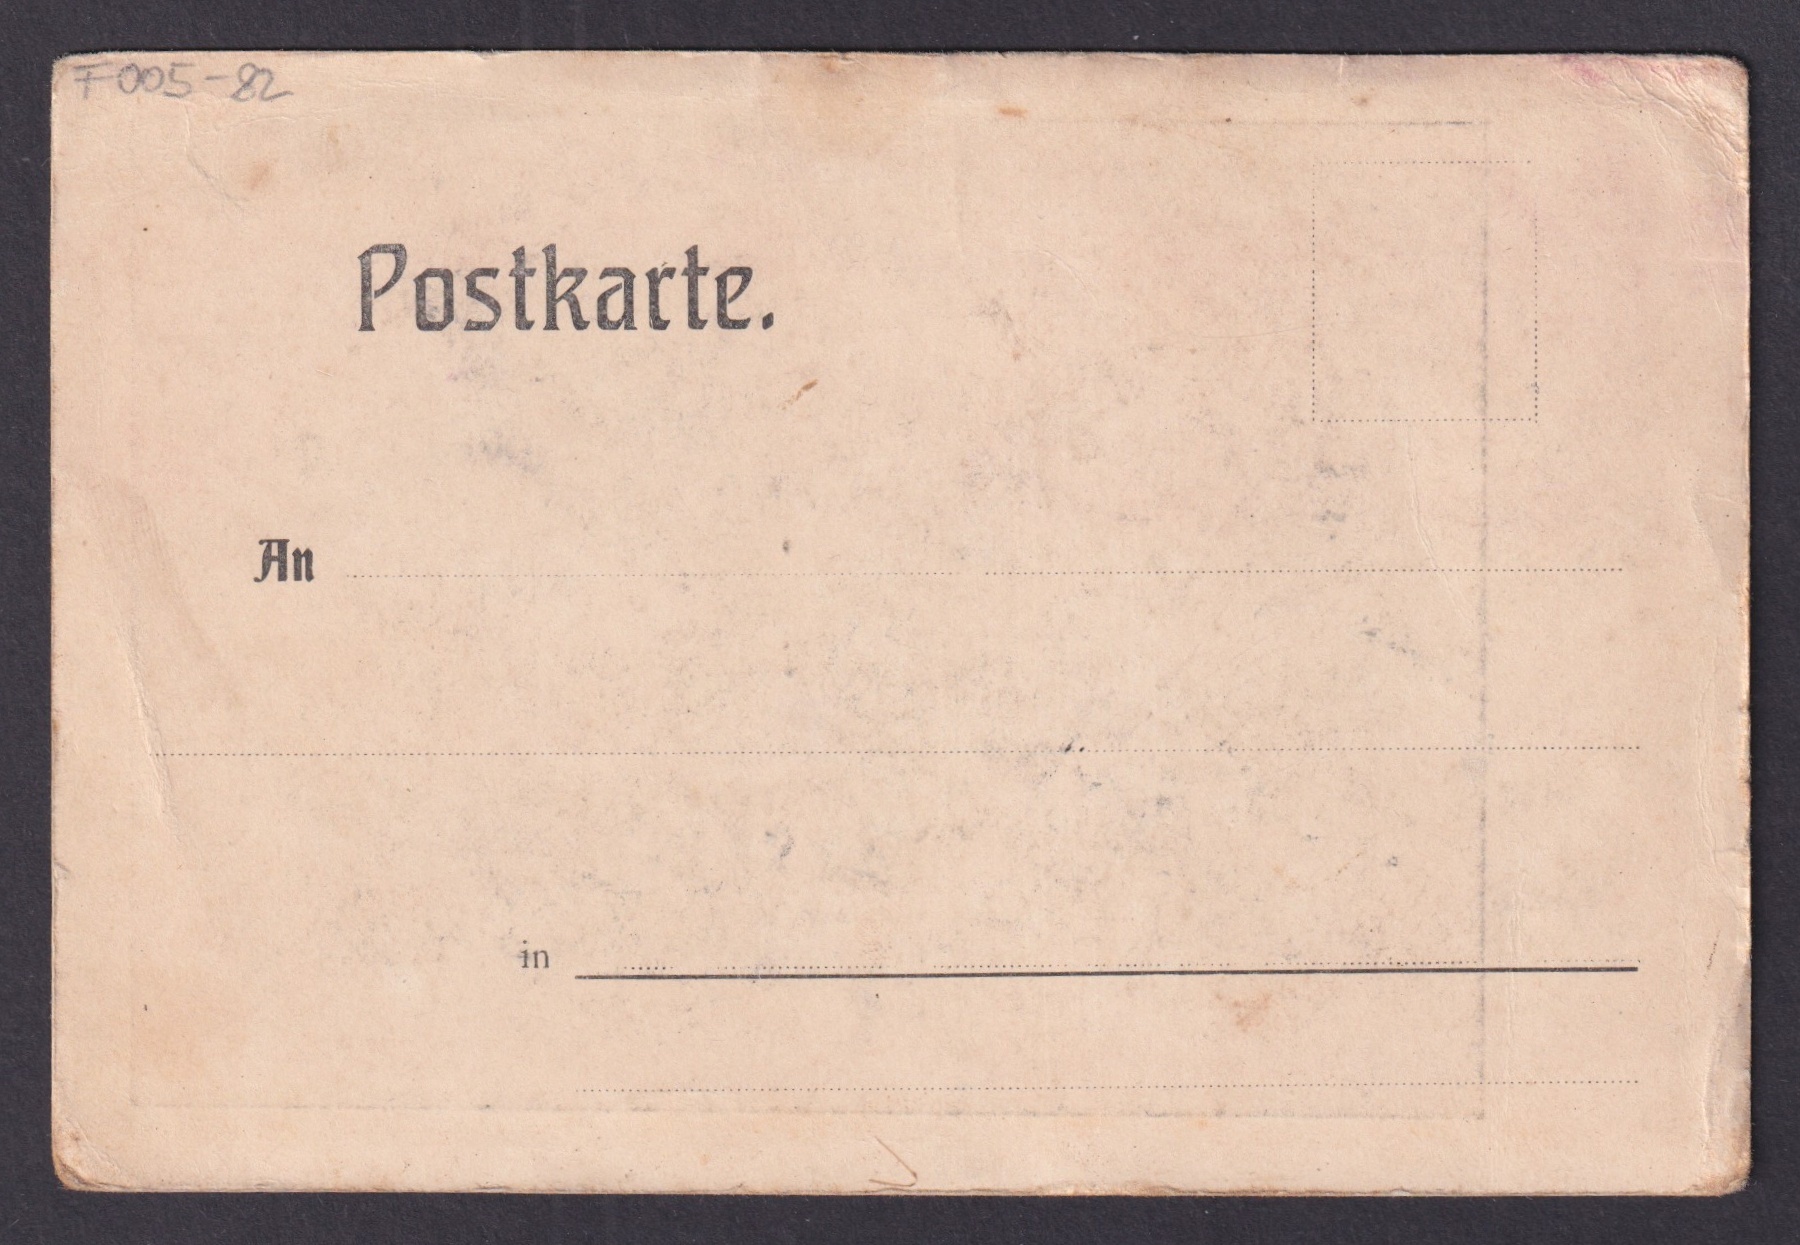 F005-82
Postkarte.
An
in